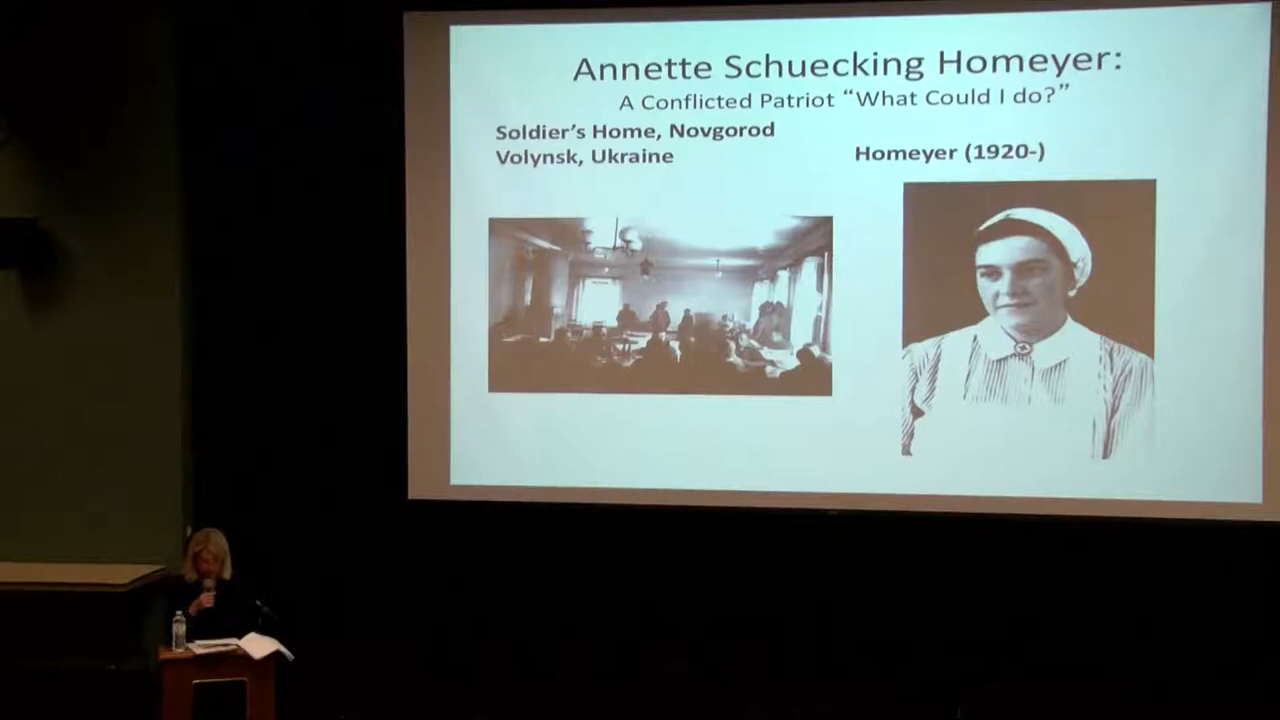 Annette Schuecking Homeyer:
A Conflicted Patriot “What Could I do?”
Soldier’s Home, Novgorod
Volynsk, Ukraine
Homeyer (1920-)